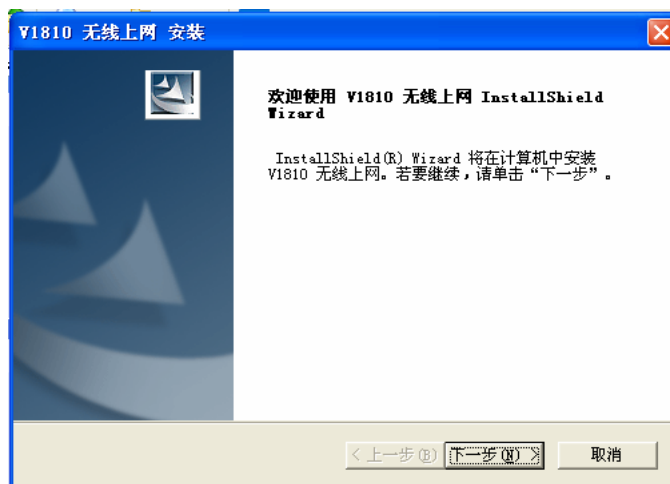 V1810 无线上网 安装
欢迎使用 V1810 无线上网 InstallShield
Wizard
InstallShield(R) Wizard 将在计算机中安装
V1810 无线上网。若要继续，请单击“下一步”。
< 上一步(B)
下一步(N) >
取消